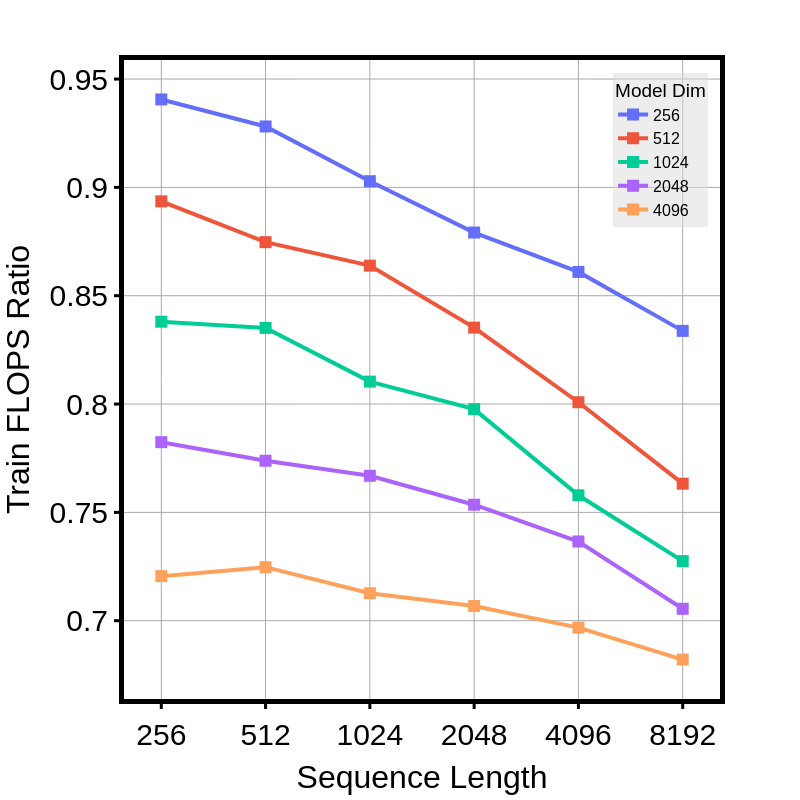 0.95
0.9
0.85
0.8
0.75
0.7
Train FLOPS Ratio
Model Dim
256
512
1024
2048
4096
256 512 1024 2048 4096 8192
Sequence Length